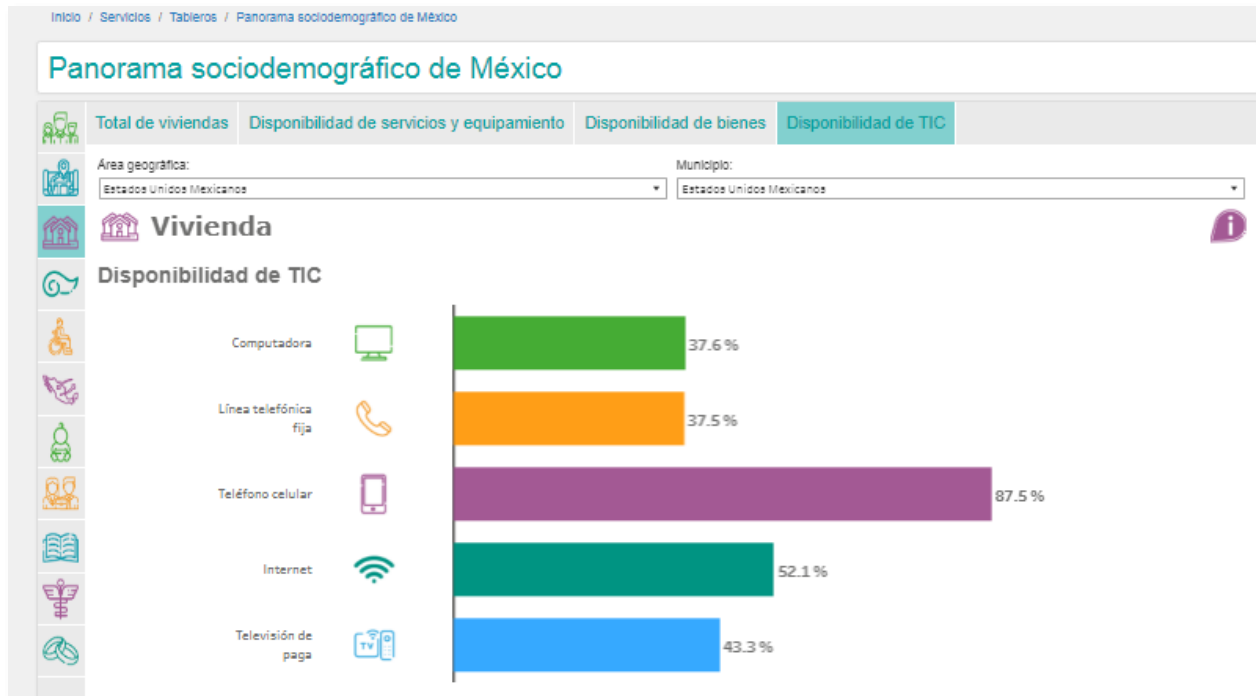 Inicio / Servicios / Tableros / Panorama sociodemográfico de México
Panorama sociodemográfico de México
Total de viviendas Disponibilidad de servicios y equipamiento Disponibilidad de bienes Disponibilidad de TIC
Área geográfica: Municipio:
Estados Unidos Mexicanos Estados Unidos Mexicanos
Vivienda
i
Disponibilidad de TIC
Computadora 37.6 %
Línea telefónica
fija 37.5 %
Teléfono celular 87.5 %
Internet 52.1 %
Televisión de
paga TV 43.3 %